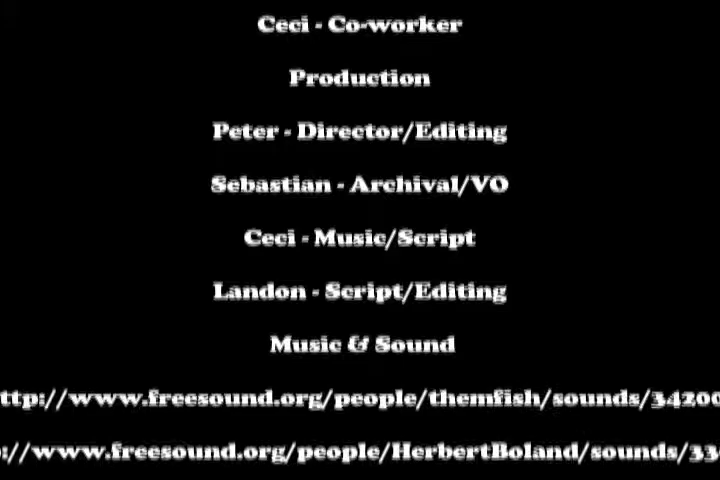 Ceci - Co-worker
Production
Peter - Director/Editing
Sebastian - Archival/VO
Ceci - Music/Script
Landon - Script/Editing
Music & Sound
ttp://www.freesound.org/people/themfish/sounds/34200
://www.freesound.org/people/HerbertBoland/sounds/33